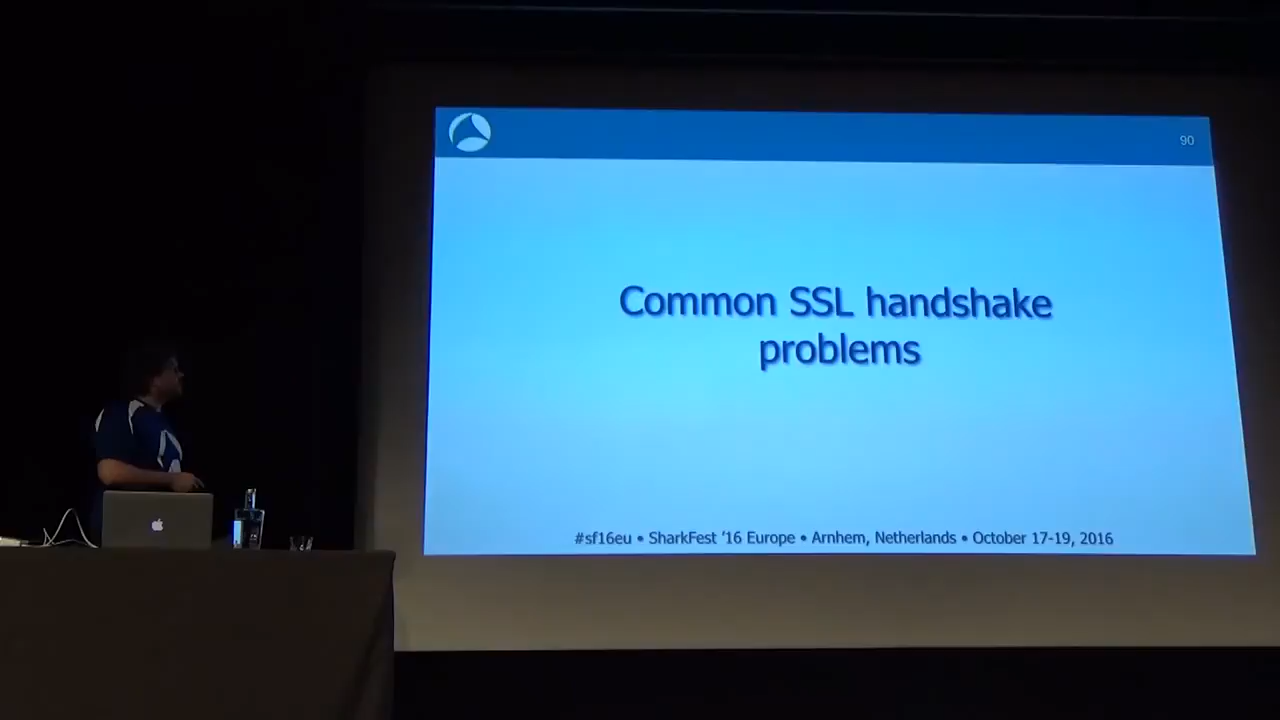 90
Common SSL handshake
problems
#sf16eu • SharkFest '16 Europe • Arnhem, Netherlands • October 17-19, 2016